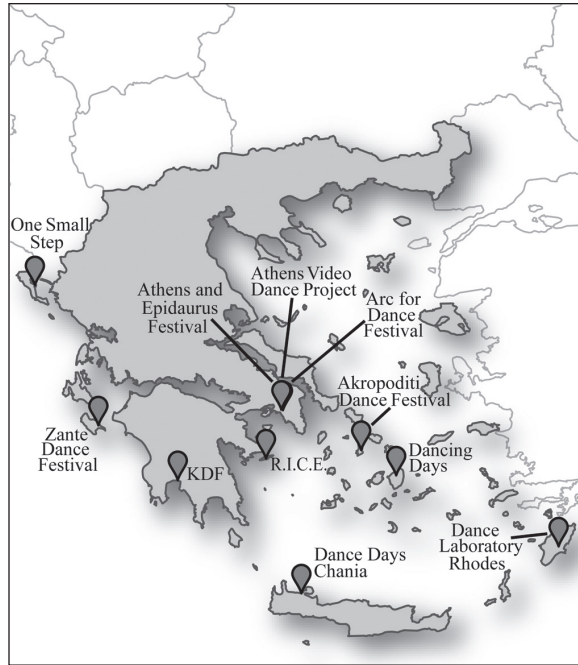 One Small
Step
Athens Video
Dance Project
Athens and
Epidaurus
Festival
Arc for
Dance
Festival
Akropoditi
Dance Festival
Zante
Dance
Festival
KDF
R.I.C.E.
Dancing
Days
Dance
Laboratory
Rhodes
Dance Days
Chania